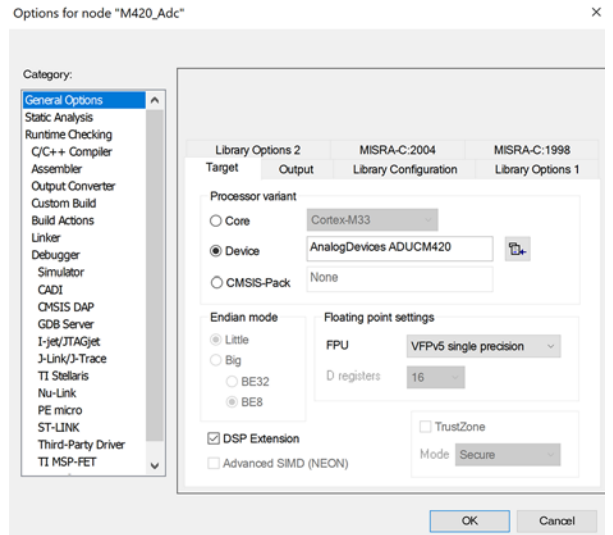 Options for node "M420_Adc"
Category:
General Options
Static Analysis
Runtime Checking
C/C++ Compiler
Assembler
Output Converter
Custom Build
Build Actions
Linker
Debugger
Simulator
CADI
CMSIS DAP
GDB Server
I-jet/JTAGjet
J-Link/J-Trace
TI Stellaris
Nu-Link
PE micro
ST-LINK
Third-Party Driver
TI MSP-FET
Library Options 2 MISRA-C:2004 MISRA-C:1998
Target Output Library Configuration Library Options 1
Processor variant
Core Cortex-M33
Device AnalogDevices ADUCM420
CMSIS-Pack None
Endian mode
Little
Big
BE32
BE8
Floating point settings
FPU VFPv5 single precision
D registers 16
DSP Extension
Advanced SIMD (NEON)
TrustZone
Mode Secure
OK Cancel